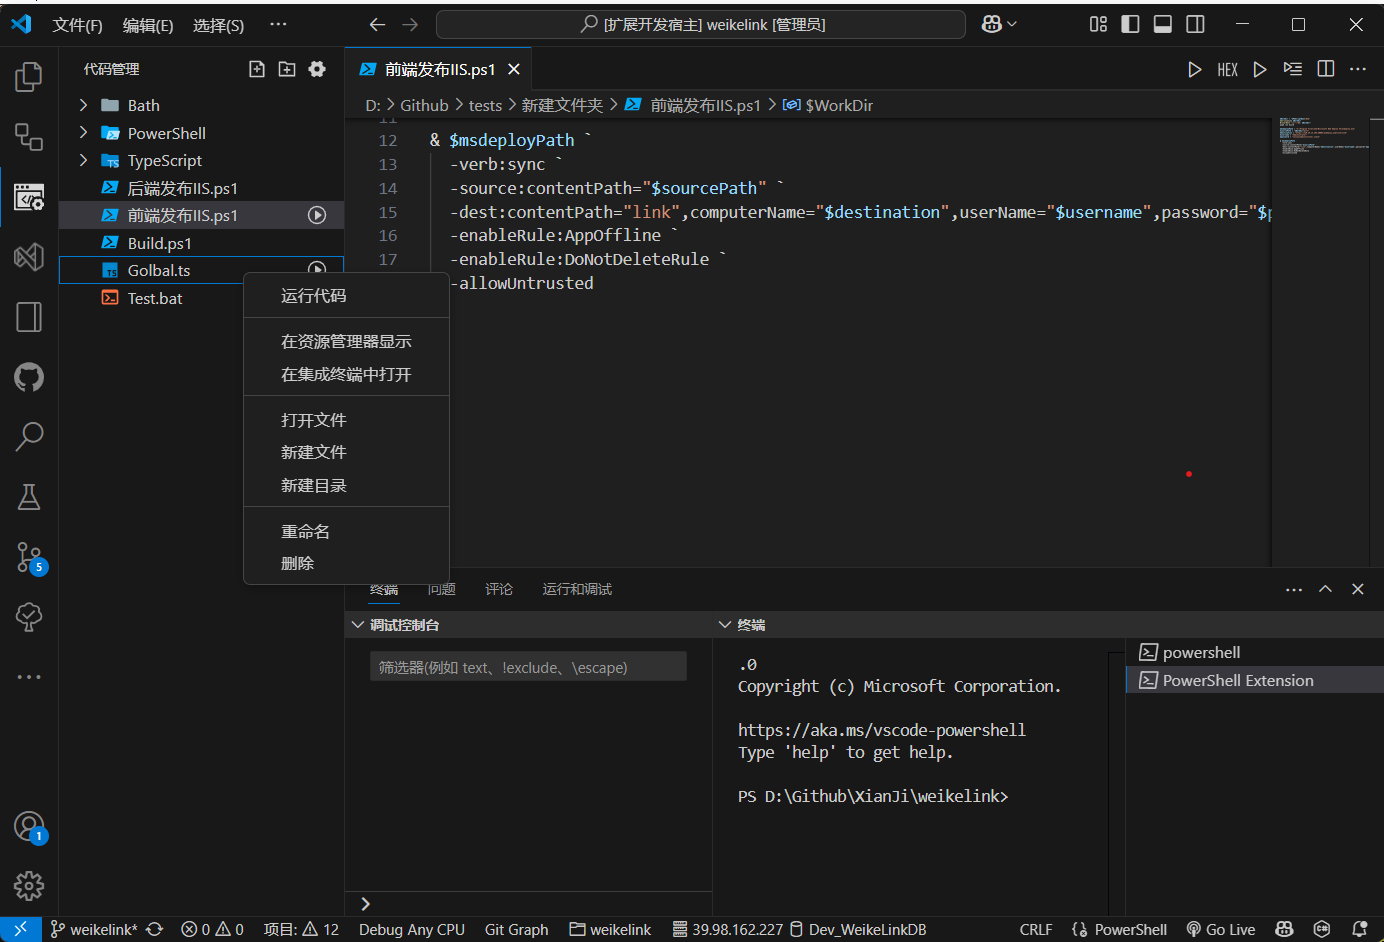 文件(F) 编辑(E) 选择(S) ··· [扩展开发宿主] weikelink [管理员]
代码管理
前端发布IIS.ps1
HEX
D: > Github > tests > 新建文件夹 > 前端发布IIS.ps1 > $WorkDir
Bath
PowerShell
TypeScript
后端发布IIS.ps1
前端发布IIS.ps1
Build.ps1
Golbal.ts
Test.bat
运行代码
在资源管理器显示
在集成终端中打开
打开文件
新建文件
新建目录
重命名
删除
11
12 & $msdeployPath `
13 -verb:sync `
14 -source:contentPath="$sourcePath" `
15 -dest:contentPath="link",computerName="$destination",userName="$username",password="$
16 -enableRule:AppOffline `
17 -enableRule:DoNotDeleteRule `
-allowUntrusted
终端 问题 评论 运行和调试
调试控制台
筛选器(例如 text、!exclude、\escape)
终端
.0
Copyright (c) Microsoft Corporation.
https://aka.ms/vscode-powershell
Type 'help' to get help.
PS D:\Github\XianJi\weikelink>
powershell
PowerShell Extension
5
1
weikelink* 0 0 项目: 12 Debug Any CPU Git Graph weikelink 39.98.162.227 Dev_WeikeLinkDB CRLF PowerShell Go Live